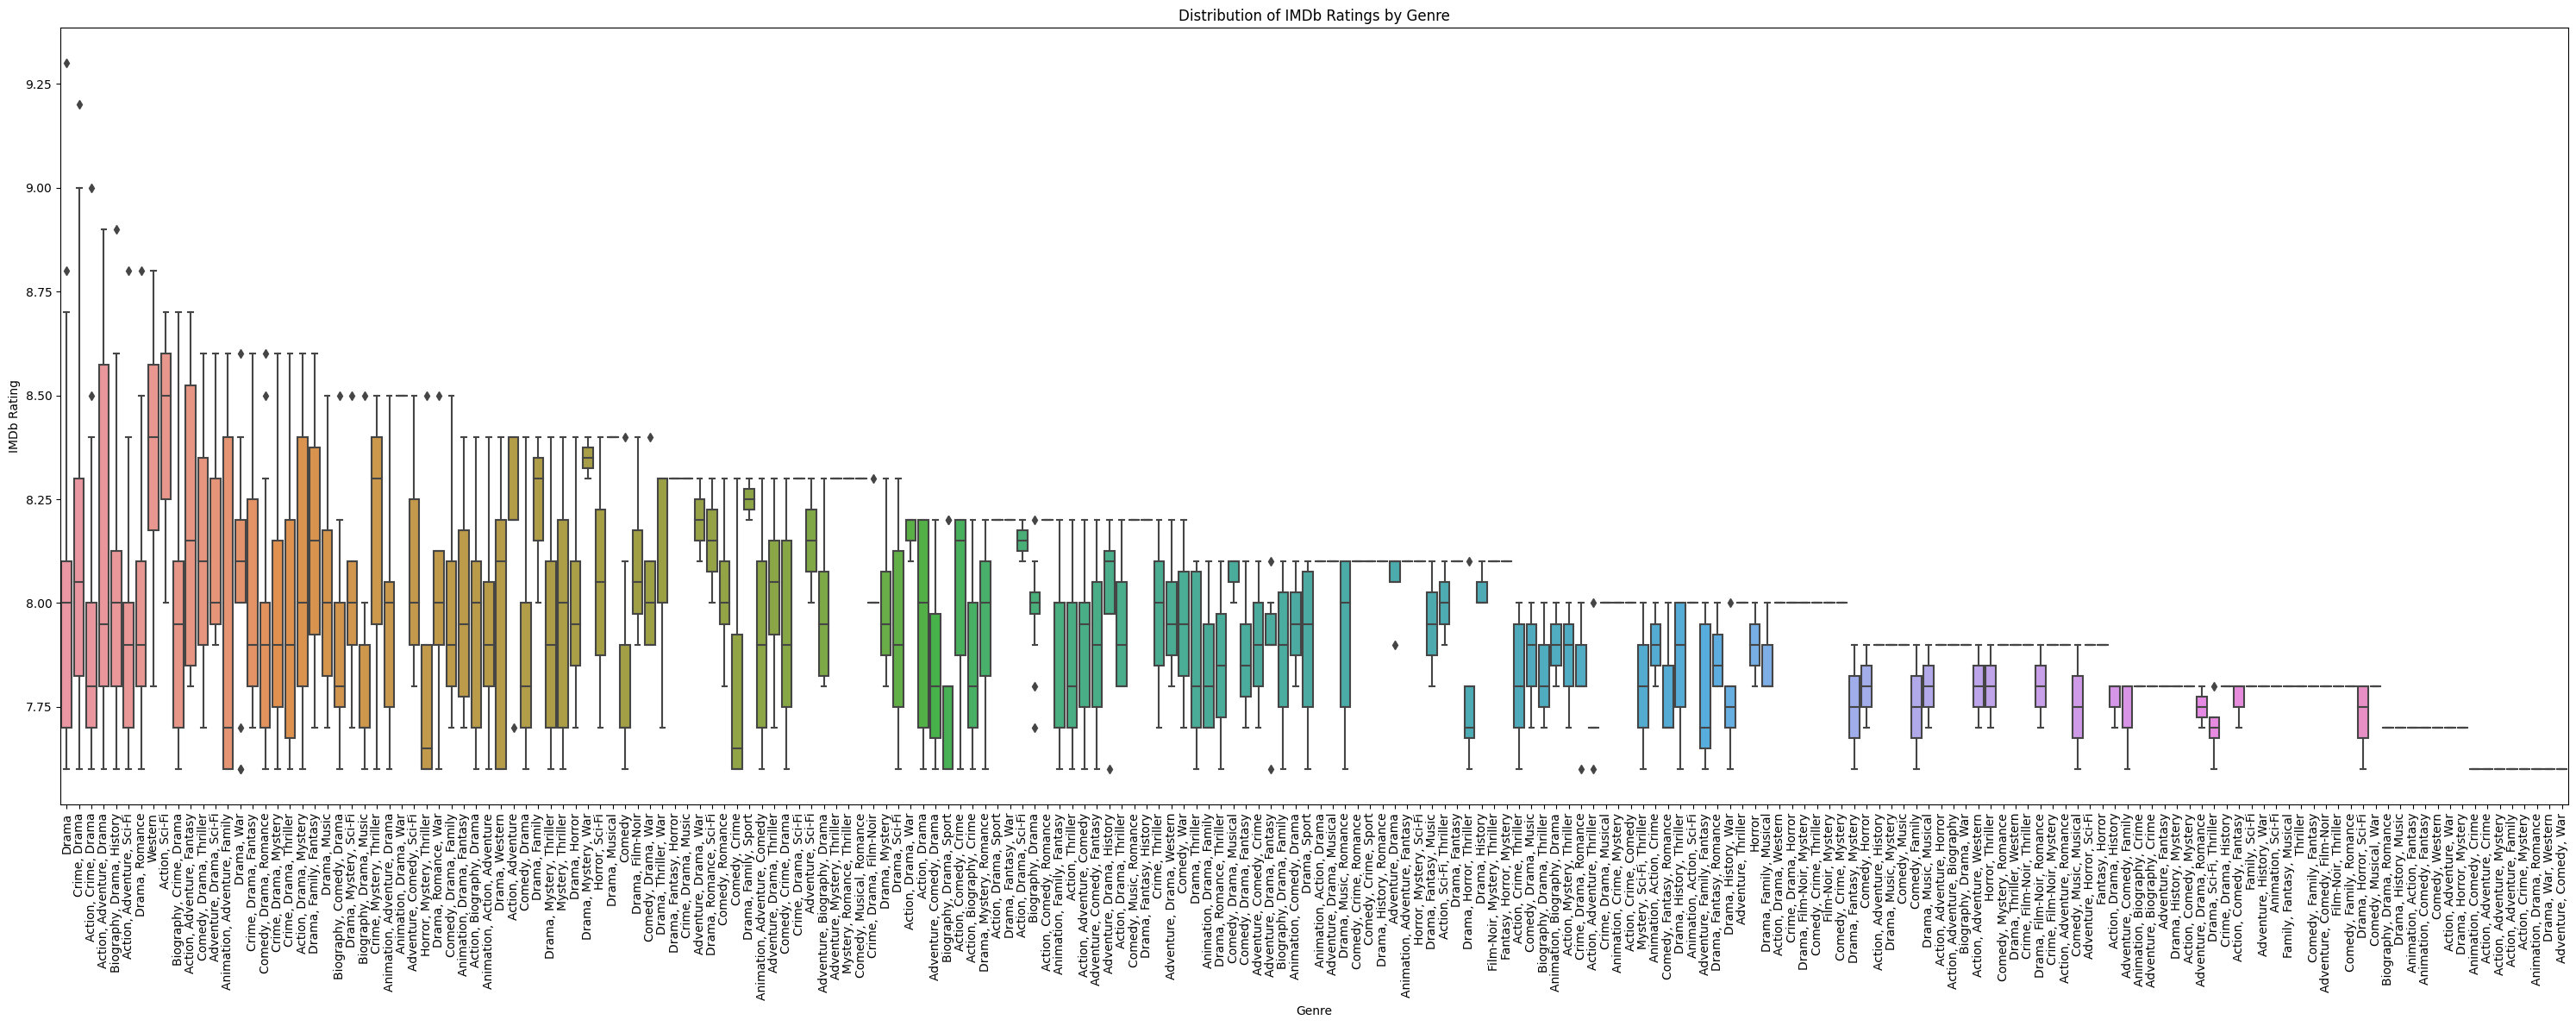 Distribution of IMDb Ratings by Genre
IMDb Rating
9.25
9.00
8.75
8.50
8.25
8.00
7.75
Drama
Crime, Drama
Action, Crime, Drama
Action, Adventure, Drama
Biography, Drama, History
Action, Adventure, Sci-Fi
Drama, Romance
Western
Action, Sci-Fi
Biography, Crime, Drama
Action, Adventure, Fantasy
Comedy, Drama, Thriller
Adventure, Drama, Sci-Fi
Animation, Adventure, Family
Drama, War
Crime, Drama, Fantasy
Comedy, Drama, Romance
Crime, Drama, Mystery
Crime, Drama, Thriller
Action, Drama, Mystery
Drama, Family, Fantasy
Drama, Music
Biography, Comedy, Drama
Drama, Mystery, Sci-Fi
Biography, Drama, Music
Crime, Mystery, Thriller
Animation, Adventure, Drama
Animation, Drama, War
Adventure, Comedy, Sci-Fi
Horror, Mystery, Thriller
Drama, Romance, War
Comedy, Drama, Family
Animation, Drama, Fantasy
Action, Biography, Drama
Animation, Action, Adventure
Drama, Western
Action, Adventure
Comedy, Drama
Drama, Family
Drama, Mystery, Thriller
Mystery, Thriller
Drama, Horror
Drama, Mystery, War
Horror, Sci-Fi
Drama, Musical
Comedy
Drama, Film-Noir
Comedy, Drama, War
Drama, Thriller, War
Drama, Fantasy, Horror
Crime, Drama, Music
Adventure, Drama, War
Drama, Romance, Sci-Fi
Comedy, Romance
Comedy, Crime
Drama, Family, Sport
Animation, Adventure, Comedy
Adventure, Drama, Thriller
Comedy, Crime, Drama
Crime, Drama, Sci-Fi
Adventure, Sci-Fi
Adventure, Biography, Drama
Adventure, Mystery, Thriller
Mystery, Romance, Thriller
Comedy, Musical, Romance
Crime, Drama, Film-Noir
Drama, Mystery
Drama, Sci-Fi
Action, Drama, War
Action, Drama
Adventure, Comedy, Drama
Biography, Drama, Sport
Action, Comedy, Crime
Action, Biography, Crime
Drama, Mystery, Romance
Action, Drama, Sport
Drama, Fantasy, War
Action, Drama, Sci-Fi
Biography, Drama
Action, Comedy, Romance
Animation, Family, Fantasy
Action, Thriller
Action, Adventure, Comedy
Adventure, Comedy, Fantasy
Adventure, Drama, History
Action, Drama, Thriller
Comedy, Music, Romance
Drama, Fantasy, History
Crime, Thriller
Adventure, Drama, Western
Comedy, War
Drama, Thriller
Animation, Drama, Family
Drama, Romance, Thriller
Comedy, Drama, Musical
Comedy, Drama, Fantasy
Adventure, Comedy, Crime
Adventure, Drama, Fantasy
Biography, Drama, Family
Animation, Comedy, Drama
Drama, Sport
Animation, Action, Drama
Adventure, Drama, Musical
Drama, Music, Romance
Comedy, Crime, Romance
Comedy, Crime, Sport
Drama, History, Romance
Adventure, Drama
Animation, Adventure, Fantasy
Horror, Mystery, Sci-Fi
Drama, Fantasy, Music
Action, Sci-Fi, Thriller
Drama, Fantasy
Drama, Horror, Thriller
Drama, History
Film-Noir, Mystery, Thriller
Fantasy, Horror, Mystery
Action, Crime, Thriller
Comedy, Drama, Music
Biography, Drama, Thriller
Animation, Biography, Drama
Action, Mystery, Thriller
Crime, Drama, Romance
Action, Adventure, Thriller
Crime, Drama, Musical
Animation, Crime, Mystery
Action, Crime, Comedy
Mystery, Sci-Fi, Thriller
Animation, Action, Crime
Comedy, Fantasy, Romance
Drama, History, Thriller
Animation, Action, Sci-Fi
Adventure, Family, Fantasy
Drama, Fantasy, Romance
Drama, History, War
Adventure, Thriller
Horror
Drama, Family, Musical
Action, Drama, Western
Crime, Drama, Horror
Drama, Film-Noir, Mystery
Comedy, Crime, Mystery
Film-Noir, Mystery
Comedy, Crime, Thriller
Drama, Fantasy, Mystery
Comedy, Horror
Action, Adventure, History
Drama, Music, Mystery
Comedy, Music
Comedy, Family
Drama, Music, Musical
Action, Adventure, Horror
Action, Adventure, Biography
Biography, Drama, War
Action, Adventure, Western
Horror, Thriller
Comedy, Mystery, Romance
Drama, Thriller, Western
Crime, Film-Noir, Thriller
Drama, Film-Noir, Romance
Crime, Film-Noir, Mystery
Action, Adventure, Romance
Comedy, Music, Musical
Adventure, Horror, Sci-Fi
Fantasy, Horror
Action, Drama, History
Adventure, Comedy, Family
Animation, Biography, Crime
Adventure, Biography, Crime
Adventure, Fantasy
Drama, History, Mystery
Action, Comedy, Mystery
Adventure, Drama, Romance
Drama, Sci-Fi, Thriller
Crime, Drama, History
Action, Comedy, Fantasy
Family, Sci-Fi
Adventure, History, War
Animation, Sci-Fi
Family, Fantasy, Musical
Thriller
Comedy, Family, Fantasy
Adventure, Comedy, Film-Noir
Film-Noir, Thriller
Comedy, Family, Romance
Drama, Horror, Sci-Fi
Comedy, Musical, War
Biography, Drama, Romance
Drama, History, Music
Animation, Action, Fantasy
Animation, Comedy, Fantasy
Comedy, Western
Action, Adventure, War
Drama, Horror, Mystery
Animation, Comedy, Crime
Action, Adventure, Crime
Action, Adventure, Mystery
Action, Adventure, Family
Action, Crime, Mystery
Animation, Drama, Romance
Drama, War, Western
Adventure, Comedy, War
Genre